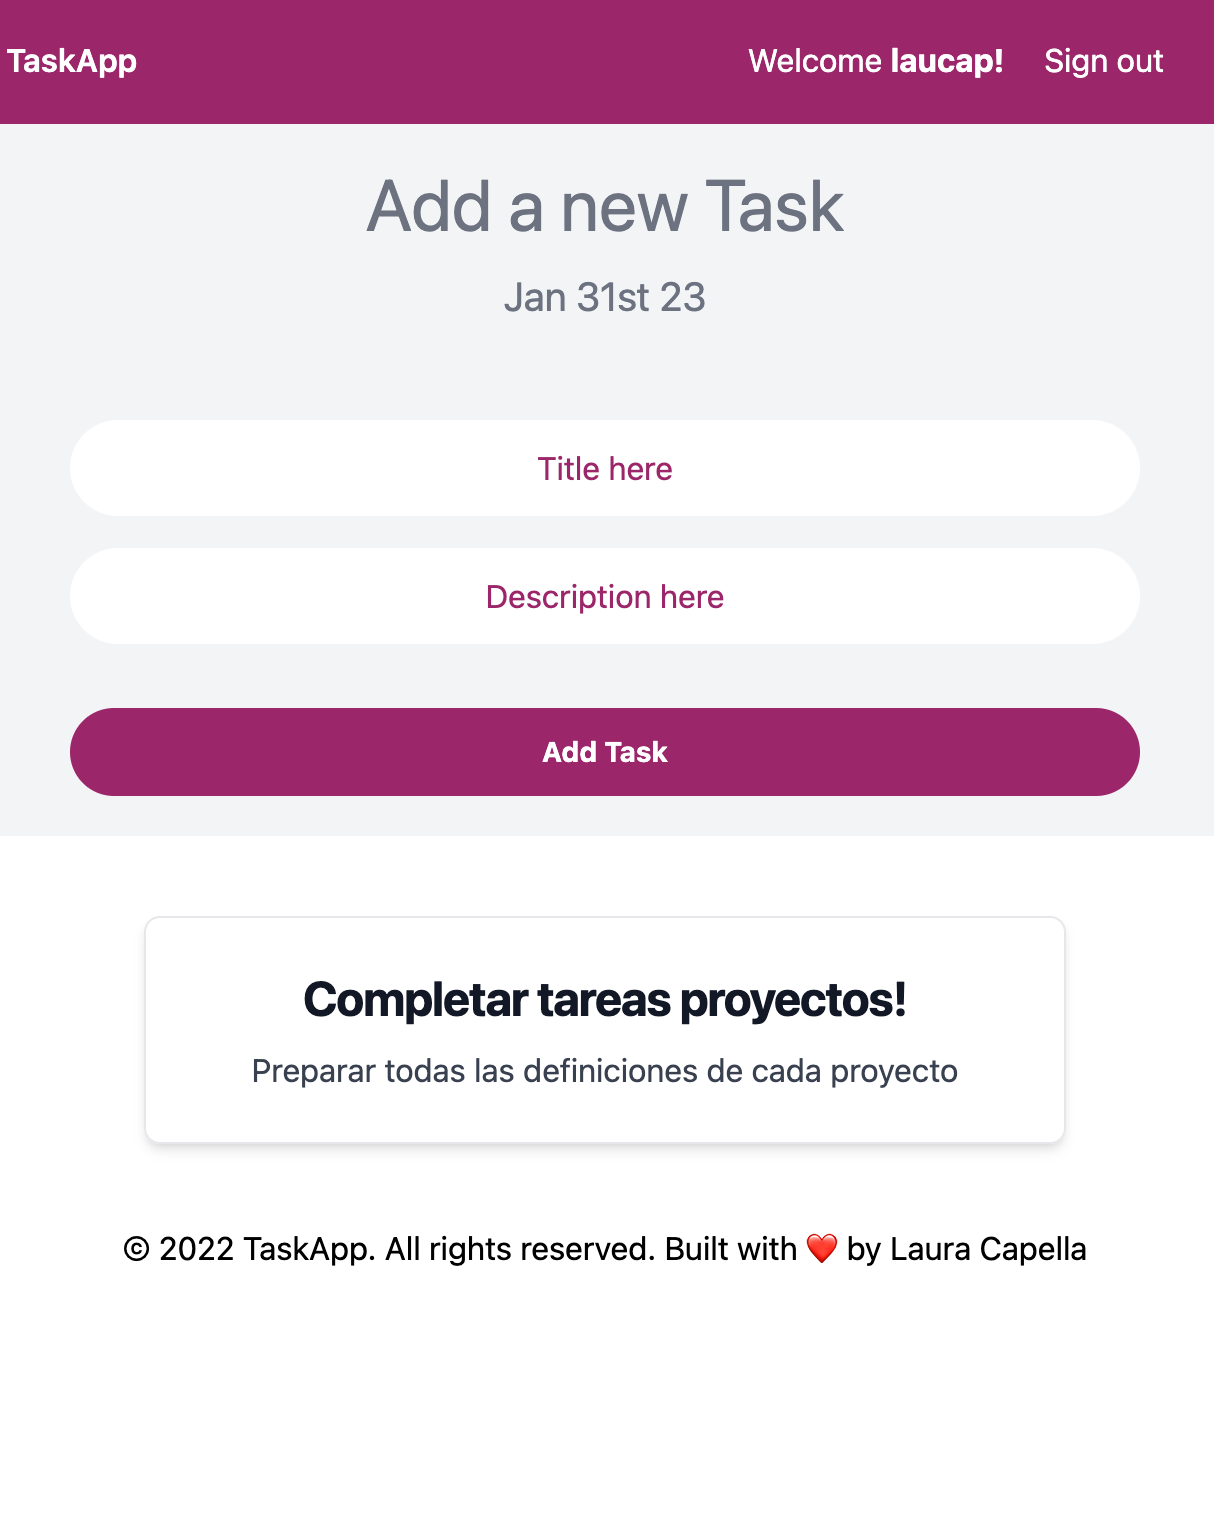 TaskApp Welcome laucap! Sign out
Add a new Task
Jan 31st 23
Title here
Description here
Add Task
Completar tareas proyectos!
Preparar todas las definiciones de cada proyecto
© 2022 TaskApp. All rights reserved. Built with ❤️ by Laura Capella